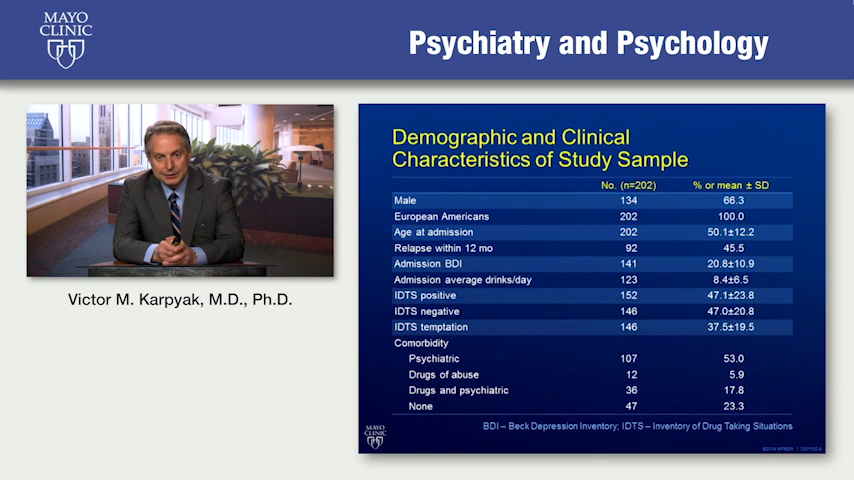 MAYO
CLINIC
Psychiatry and Psychology
Victor M. Karpyak, M.D., Ph.D.
Demographic and Clinical
Characteristics of Study Sample
No. (n=202) % or mean ± SD
Male 134 66.3
European Americans 202 100.0
Age at admission 202 50.1±12.2
Relapse within 12 mo 92 45.5
Admission BDI 141 20.8±10.9
Admission average drinks/day 123 8.4±6.5
IDTS positive 152 47.1±23.8
IDTS negative 146 47.0±20.8
IDTS temptation 146 37.5±19.5
Comorbidity
Psychiatric 107 53.0
Drugs of abuse 12 5.9
Drugs and psychiatric 36 17.8
None 47 23.3
BDI – Beck Depression Inventory; IDTS – Inventory of Drug Taking Situations
MAYO
CLINIC
©2014 MFMER |